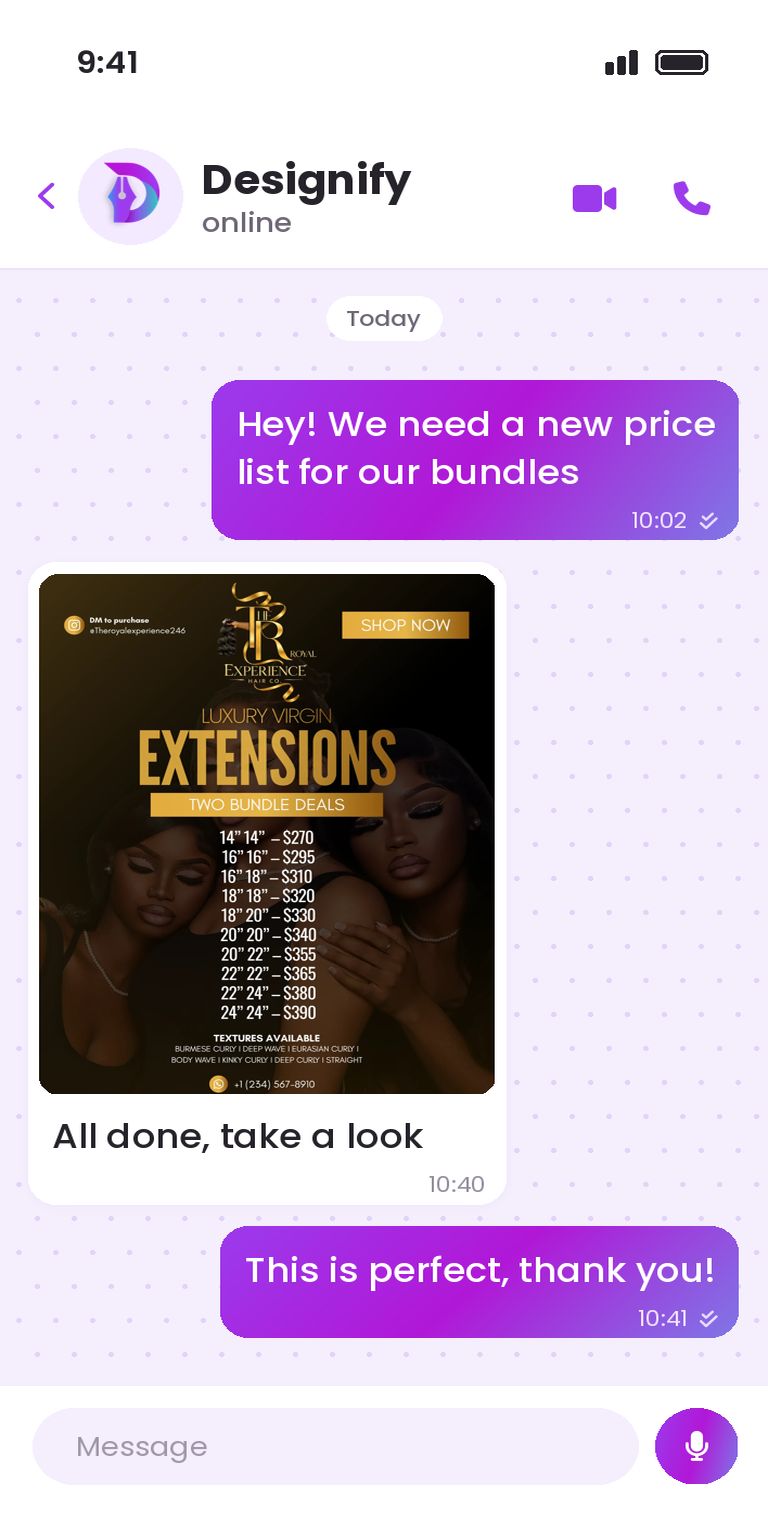 9:41
Designify
online
Today
Hey! We need a new price
list for our bundles
10:02
DM to purchase
@Theroyalexperience246
THE
R
ROYAL
EXPERIENCE
HAIR CO.
SHOP NOW
LUXURY VIRGIN
EXTENSIONS
TWO BUNDLE DEALS
14” 14” – $270
16” 16” – $295
16” 18” – $310
18” 18” – $320
18” 20” – $330
20” 20” – $340
20” 22” – $355
22” 22” – $365
22” 24” – $380
24” 24” – $390
TEXTURES AVAILABLE
BURMESE CURLY I DEEP WAVE I EURASIAN CURLY I
BODY WAVE I KINKY CURLY I DEEP CURLY I STRAIGHT
+1 (234) 567-8910
All done, take a look
10:40
This is perfect, thank you!
10:41
Message